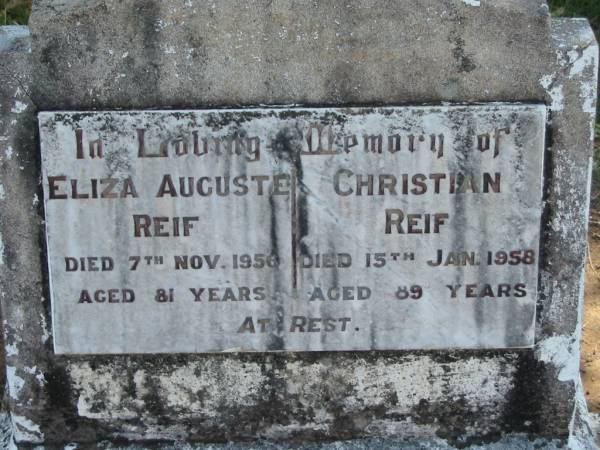 In Loving Memory of
ELIZA AUGUSTE
REIF
DIED 7TH NOV. 1956
AGED 81 YEARS
CHRISTIAN
REIF
DIED 15TH JAN. 1958
AGED 89 YEARS
AT REST.